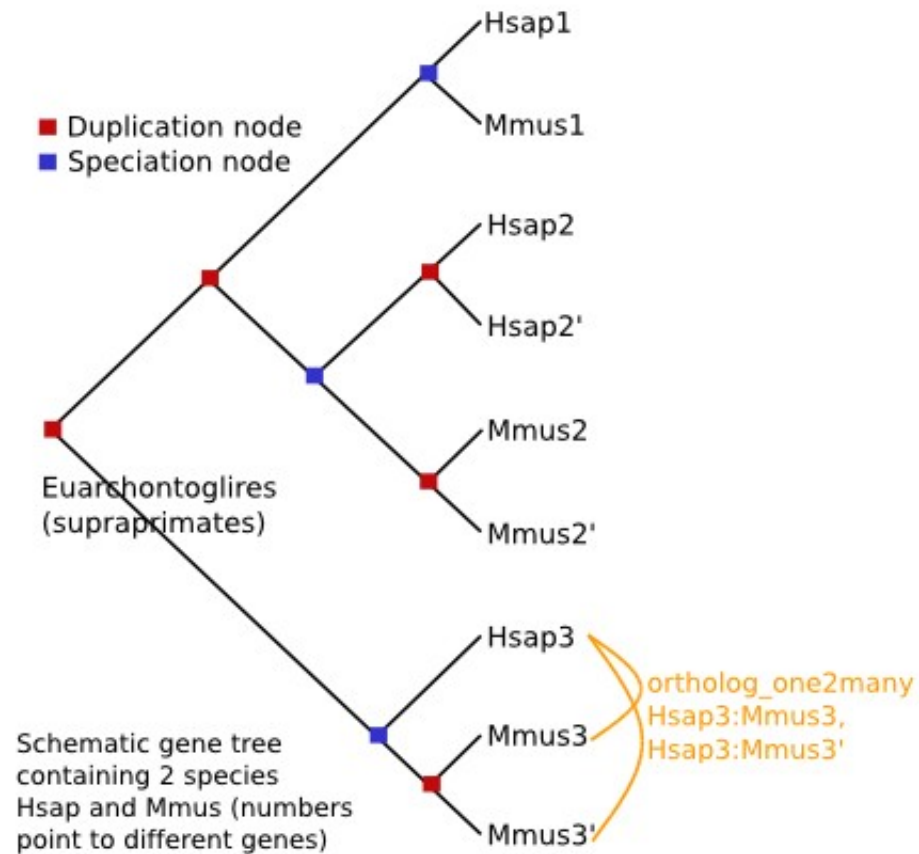 Hsap1
Mmus1
Duplication node
Speciation node
Hsap2
Hsap2'
Mmus2
Mmus2'
Euarchontoglires
(supraprimates)
Hsap3
Mmus3
Mmus3'
ortholog_one2many
Hsap3:Mmus3,
Hsap3:Mmus3'
Schematic gene tree
containing 2 species
Hsap and Mmus (numbers
point to different genes)